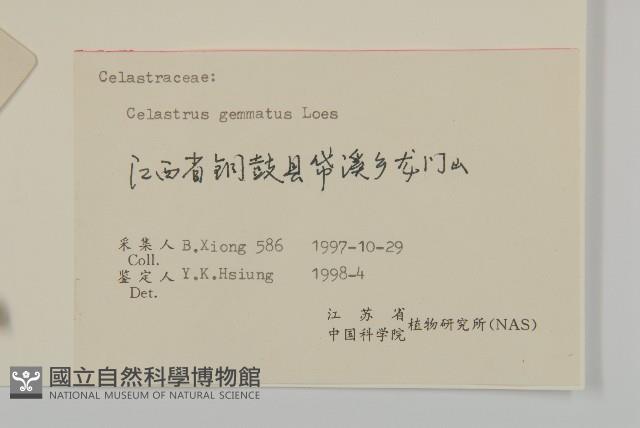 Celastraceae:
Celastrus gemmatus Loes
江西省铜鼓县带溪乡龙门山
采集人 B.Xiong 586 1997-10-29
Coll.
鉴定人 Y.K.Hsiung 1998-4
Det.
江苏省
中国科学院 植物研究所(NAS)
國立自然科學博物館
NATIONAL MUSEUM OF NATURAL SCIENCE